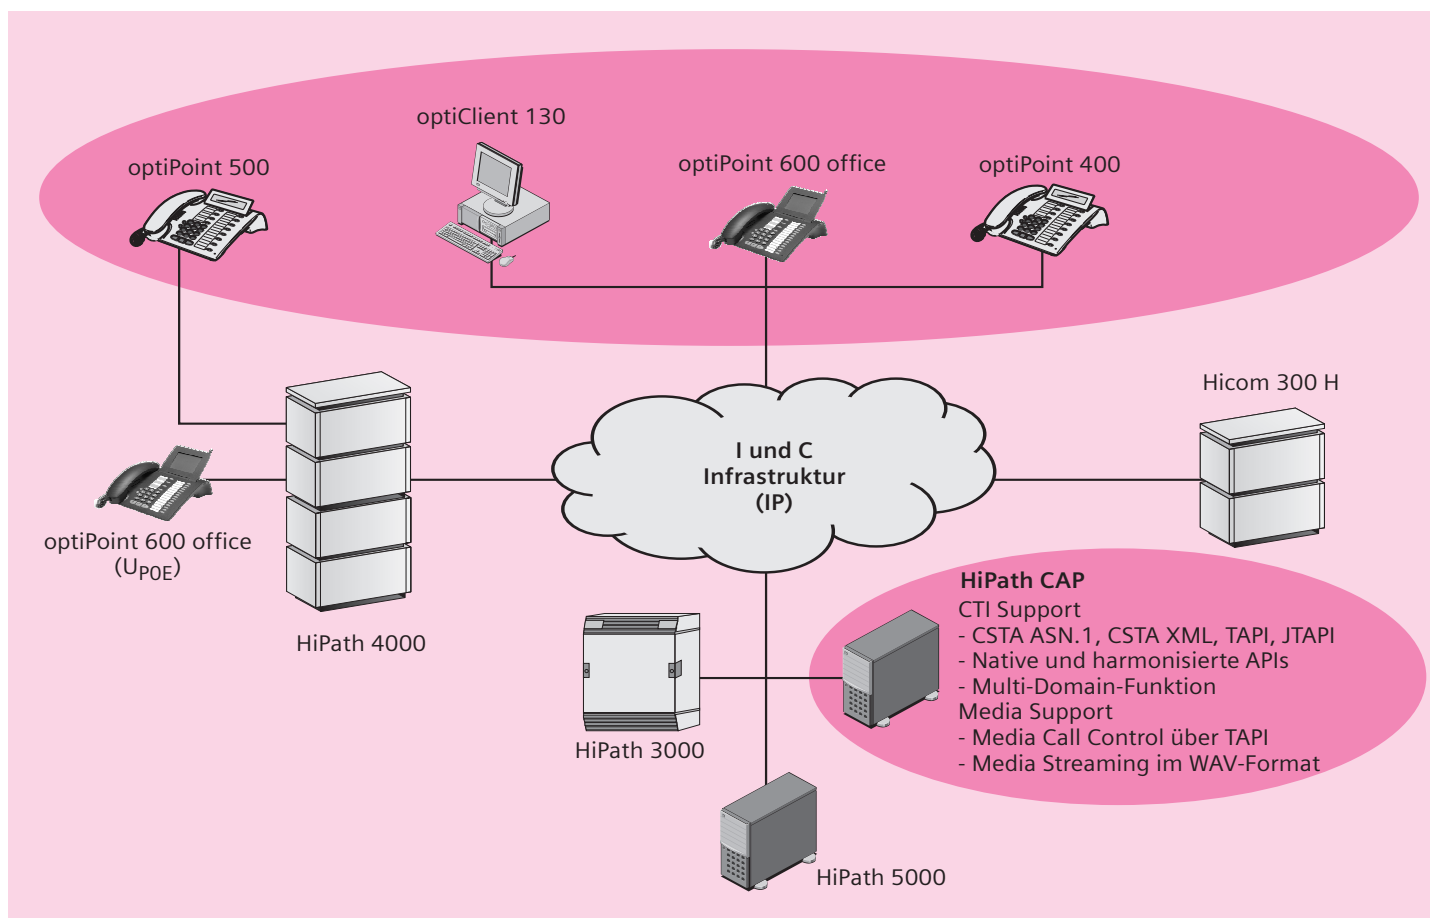 optiClient 130
optiPoint 500
optiPoint 600 office
optiPoint 400
Hicom 300 H
I und C
Infrastruktur
(IP)
optiPoint 600 office
(UP0E)
HiPath 4000
HiPath CAP
CTI Support
- CSTA ASN.1, CSTA XML, TAPI, JTAPI
- Native und harmonisierte APIs
- Multi-Domain-Funktion
Media Support
- Media Call Control über TAPI
- Media Streaming im WAV-Format
HiPath 3000
HiPath 5000